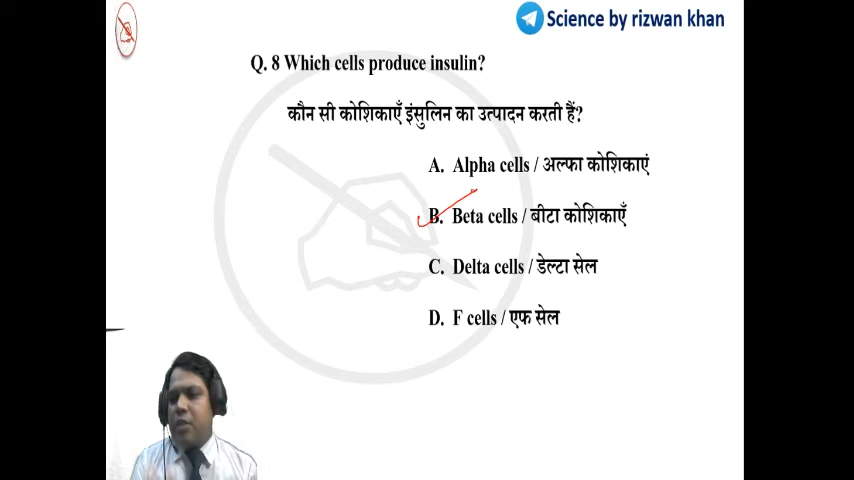 Science by rizwan khan
Q. 8 Which cells produce insulin?
कौन सी कोशिकाएँ इंसुलिन का उत्पादन करती हैं?
A. Alpha cells / अल्फा कोशिकाएं
B. Beta cells / बीटा कोशिकाएँ
C. Delta cells / डेल्टा सेल
D. F cells / एफ सेल